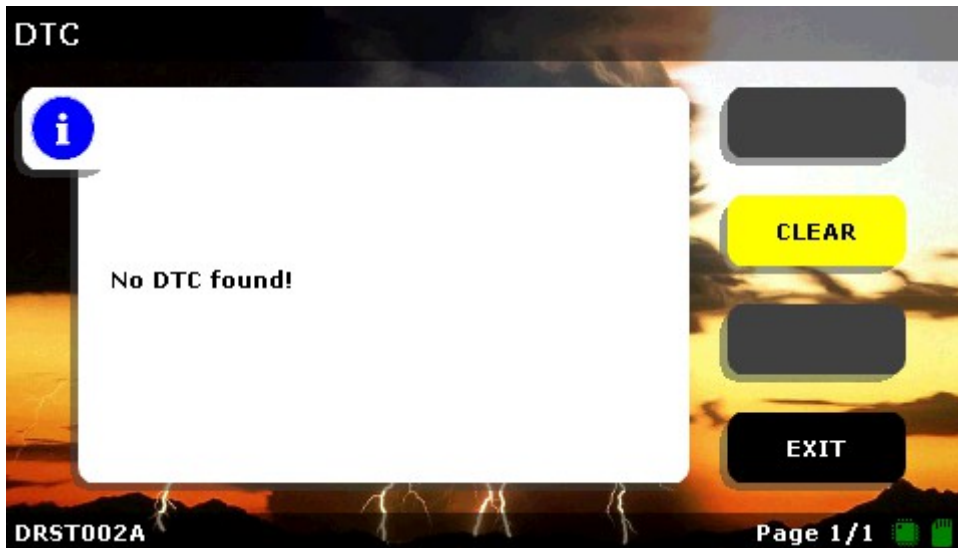 DTC
i
No DTC found!
CLEAR
EXIT
DRST002A
Page 1/1